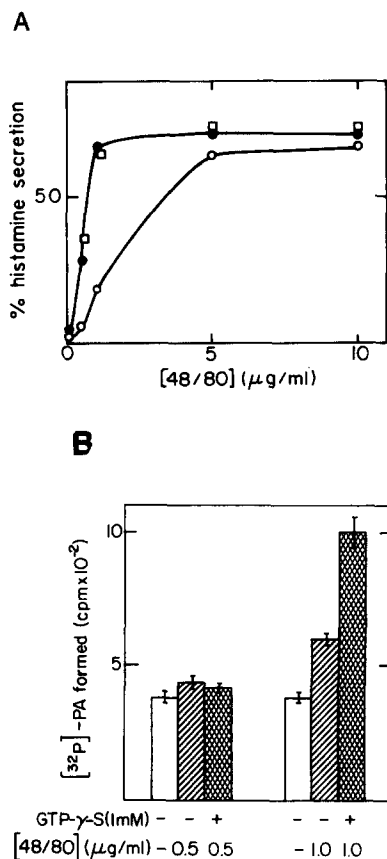 A
% histamine secretion
50
0
5
10
[48/80] (μg/ml)
B
[32P]-PA formed (cpm×10-2)
10
5
GTP-γ-S(1mM) - - + - - +
[48/80] (μg/ml) - 0.5 0.5 - 1.0 1.0